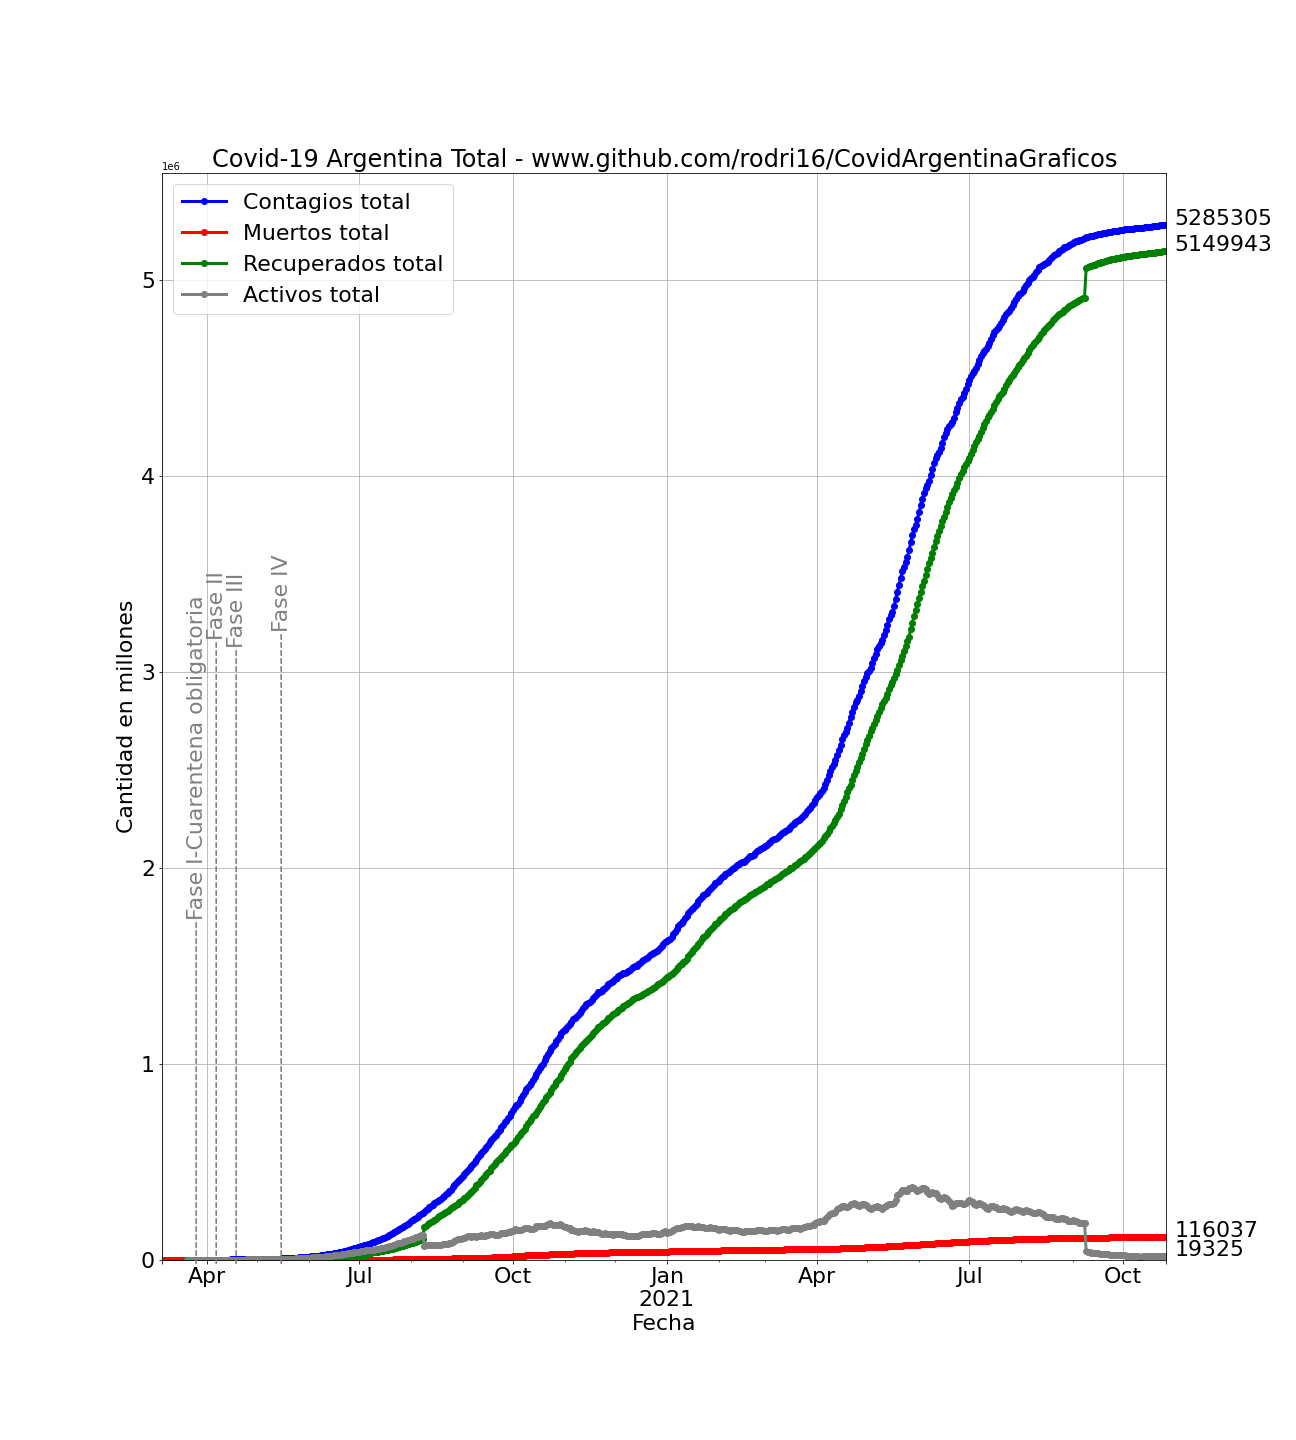 Covid-19 Argentina Total - www.github.com/rodri16/CovidArgentinaGraficos
1e6
Contagios total
Muertos total
Recuperados total
Activos total
5285305
5149943
116037
19325
5
4
3
2
1
0
Cantidad en millones
Fase I-Cuarentena obligatoria
Fase II
Fase III
Fase IV
Apr
Jul
Oct
Jan
2021
Apr
Jul
Oct
Fecha